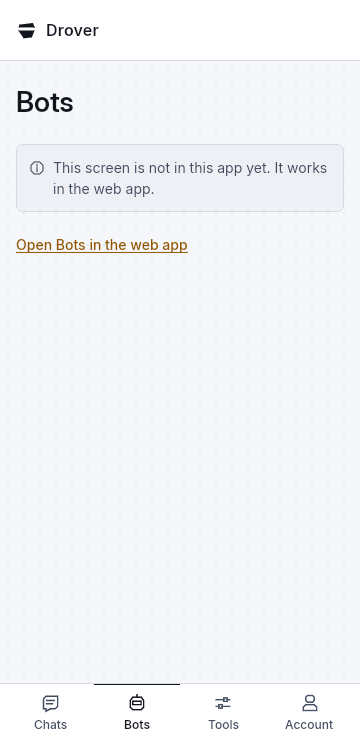 Drover
Bots
This screen is not in this app yet. It works
in the web app.
Open Bots in the web app
Chats
Bots
Tools
Account